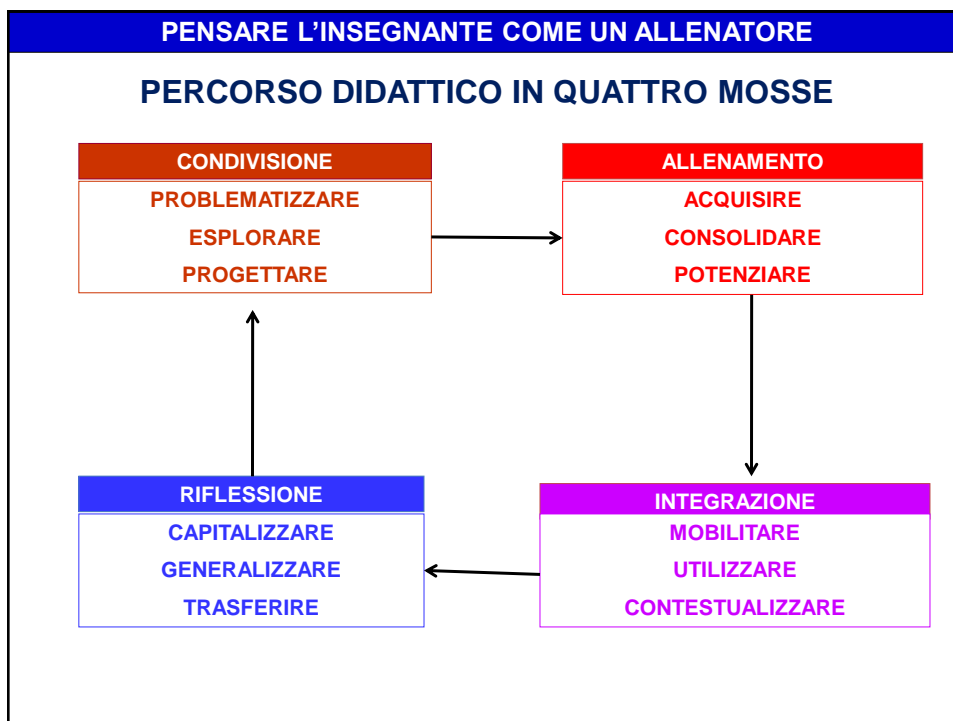 PENSARE L'INSEGNANTE COME UN ALLENATORE
PERCORSO DIDATTICO IN QUATTRO MOSSE
CONDIVISIONE
PROBLEMATIZZARE
ESPLORARE
PROGETTARE
ALLENAMENTO
ACQUISIRE
CONSOLIDARE
POTENZIARE
RIFLESSIONE
CAPITALIZZARE
GENERALIZZARE
TRASFERIRE
INTEGRAZIONE
MOBILITARE
UTILIZZARE
CONTESTUALIZZARE